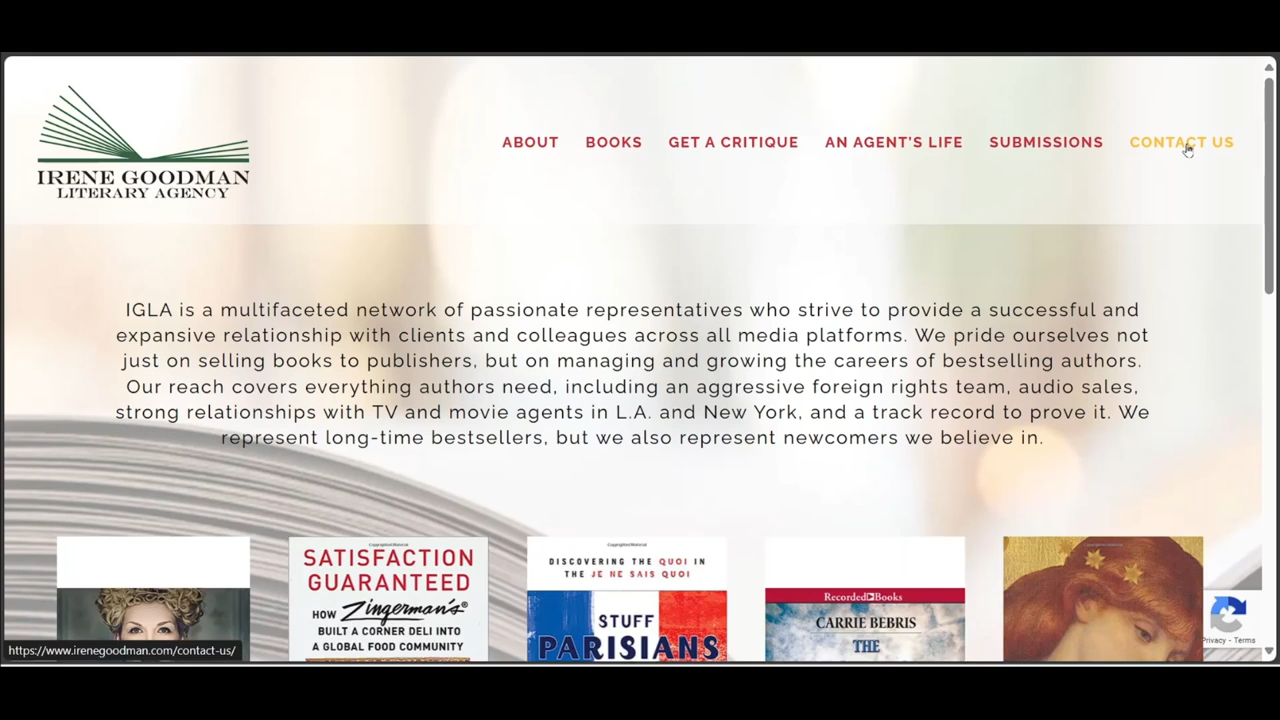 IRENE GOODMAN
LITERARY AGENCY
ABOUT BOOKS GET A CRITIQUE AN AGENT'S LIFE SUBMISSIONS CONTACT US
IGLA is a multifaceted network of passionate representatives who strive to provide a successful and
expansive relationship with clients and colleagues across all media platforms. We pride ourselves not
just on selling books to publishers, but on managing and growing the careers of bestselling authors.
Our reach covers everything authors need, including an aggressive foreign rights team, audio sales,
strong relationships with TV and movie agents in L.A. and New York, and a track record to prove it. We
represent long-time bestsellers, but we also represent newcomers we believe in.
Copyrighted Material
SATISFACTION
GUARANTEED
HOW Zingerman's®
BUILT A CORNER DELI INTO
A GLOBAL FOOD COMMUNITY
Copyrighted Material
DISCOVERING THE QUOI IN
THE JE NE SAIS QUOI
STUFF
PARISIANS
Recorded Books
CARRIE BEBRIS
THE
Copyrighted Material
Privacy - Terms
https://www.irenegoodman.com/contact-us/